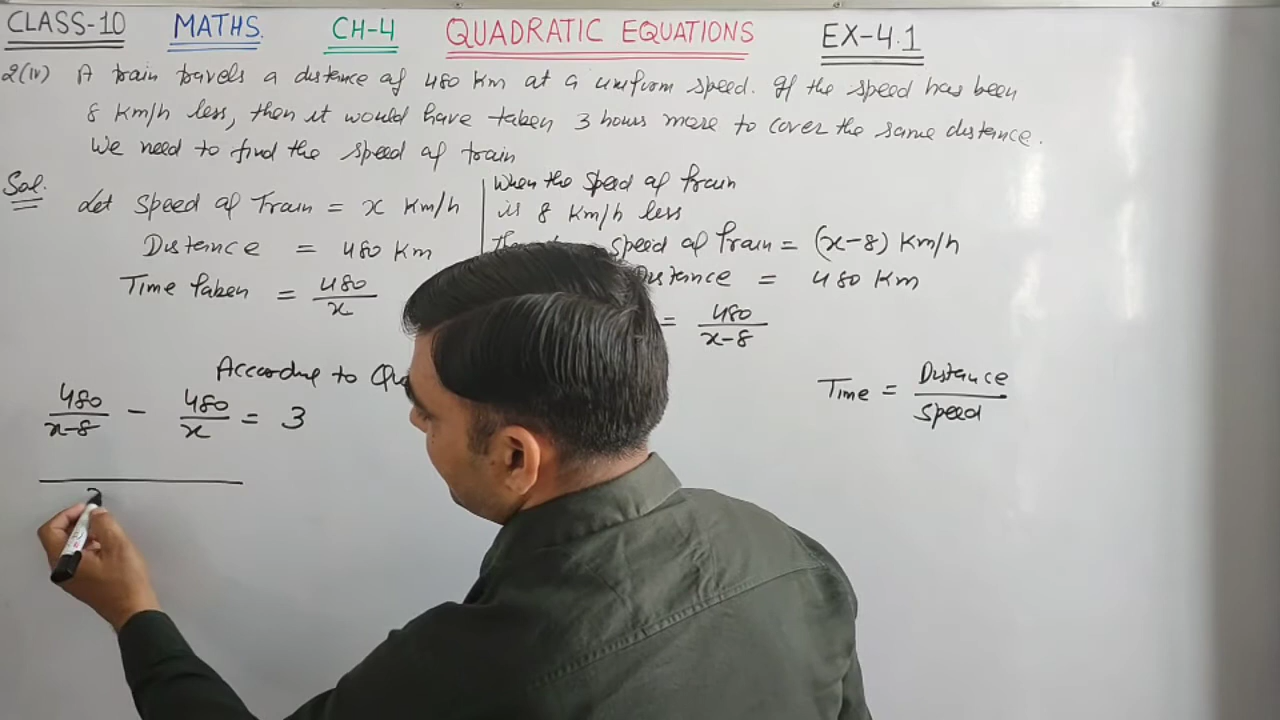 CLASS-10 MATHS. CH-4 QUADRATIC EQUATIONS EX-4.1
2(iv) A train travels a distance of 480 Km at a uniform speed. If the speed has been
8 Km/h less, then it would have taken 3 hours more to cover the same distance.
We need to find the speed of train
Sol. Let Speed of Train = x Km/h
Distance = 480 Km
Time taken = 480/x
When the speed of train
is 8 Km/h less
speed of train = (x-8) Km/h
Distance = 480 Km
= 480/x-8
According to
480/x-8 - 480/x = 3
Time = Distance/Speed